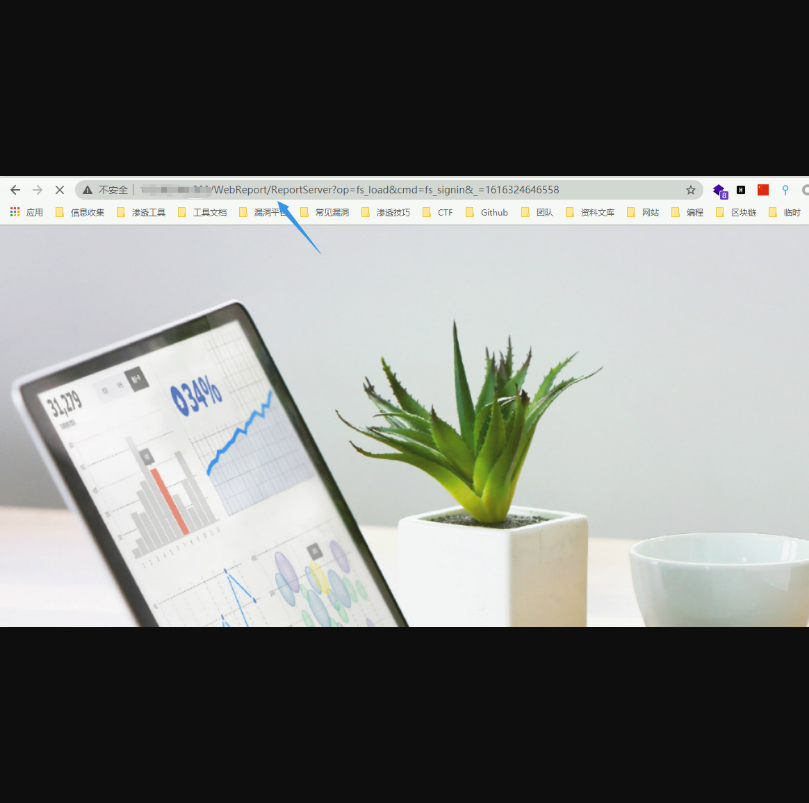 不安全 /WebReport/ReportServer?op=fs_load&cmd=fs_signin&_=1616324646558
8
应用 信息收集 渗透工具 工具文档 漏洞平 常见漏洞 渗透技巧 CTF Github 团队 资料文库 网站 编程 区块链 临时
31,279
34%